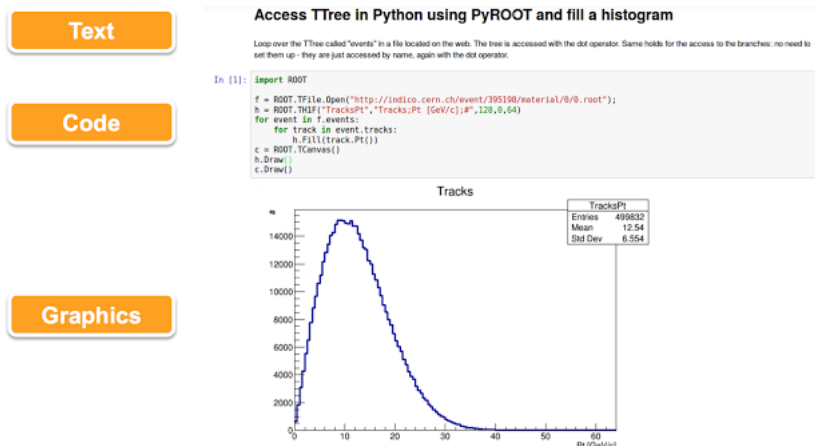 Access TTree in Python using PyROOT and fill a histogram
Text
Loop over the TTree called "events" in a file located on the web. The tree is accessed with the dot operator. Same holds for the access to the branches: no need to
set them up - they are just accessed by name, again with the dot operator.
In [1]: import ROOT
Code
f = ROOT.TFile.Open("http://indico.cern.ch/event/395198/material/0/0.root");
h = ROOT.TH1F("TracksPt","Tracks;Pt [GeV/c];#",128,0,64)
for event in f.events:
for track in event.tracks:
h.Fill(track.Pt())
c = ROOT.TCanvas()
h.Draw()
c.Draw()
Tracks
#
TracksPt
Entries 499832
Mean 12.54
Std Dev 6.554
14000
12000
10000
Graphics
8000
6000
4000
2000
0
0 10 20 30 40 50 60
Pt [GeV/c]